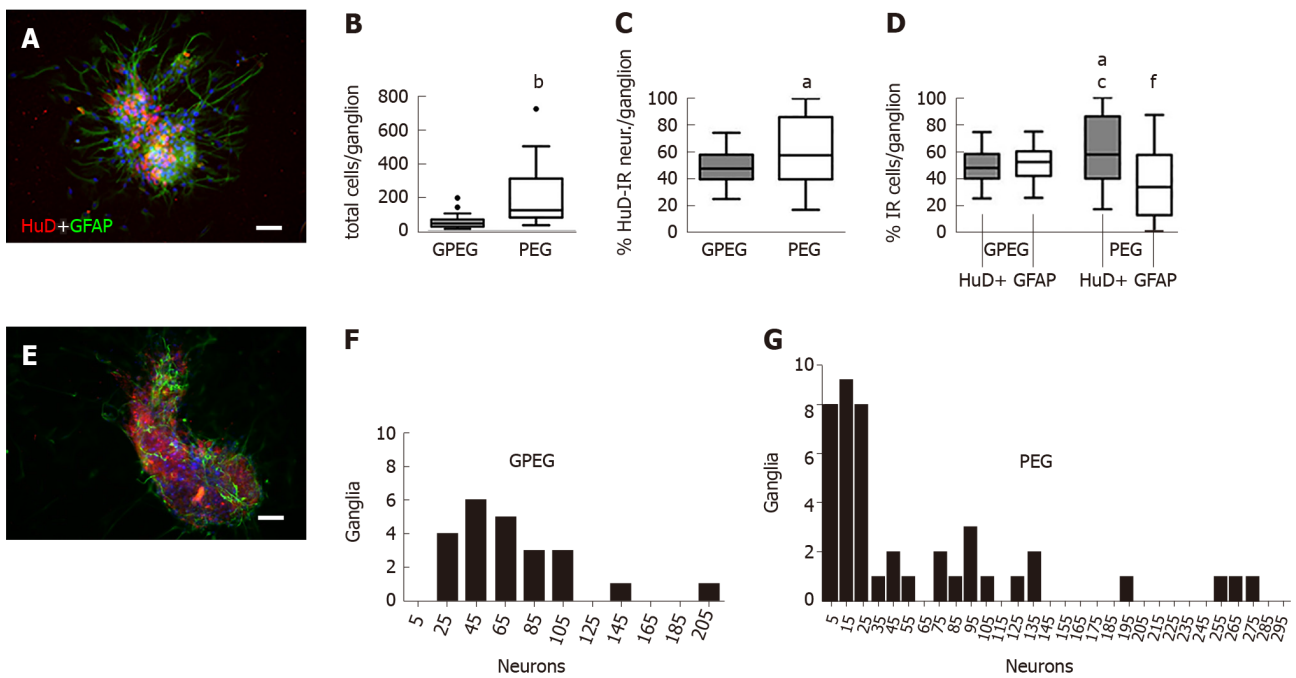 A
HuD+GFAP
B
b
total cells/ganglion
800
600
400
200
0
GPEG PEG
C
a
% HuD-IR neur./ganglion
100
80
60
40
20
0
GPEG PEG
D
a
c f
% IR cells/ganglion
100
80
60
40
20
0
GPEG PEG
HuD+ GFAP HuD+ GFAP
E
F
GPEG
Ganglia
10
8
6
4
2
0
5 25 45 65 85 105 125 145 165 185 205
Neurons
G
PEG
Ganglia
10
8
6
4
2
0
5 15 25 35 45 55 65 75 85 95 105 125 135 145 155 165 175 185 195 205 215 225 235 245 255 265 275 285 295
Neurons